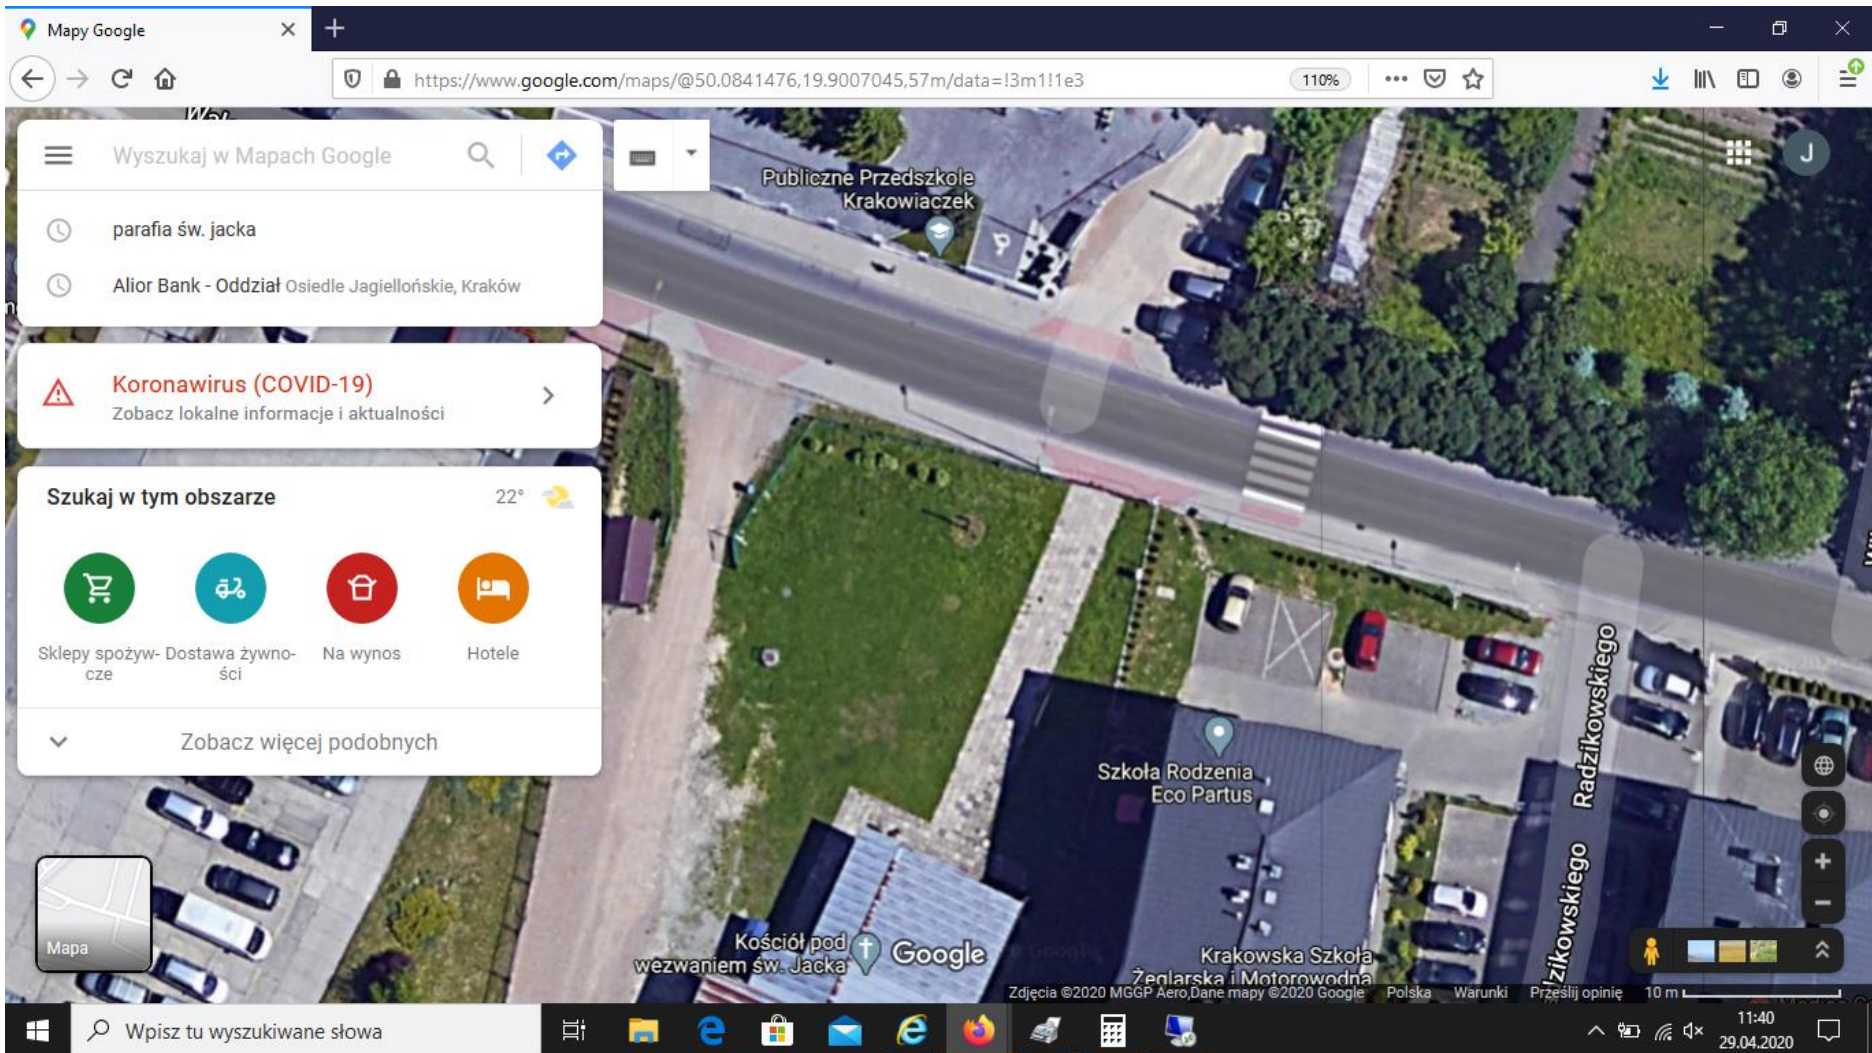 Mapy Google
https://www.google.com/maps/@50.0841476,19.9007045,57m/data=!3m1!1e3
110%
Wyszukaj w Mapach Google
J
parafia św. jacka
Alior Bank - Oddział Osiedle Jagiellońskie, Kraków
Koronawirus (COVID-19)
Zobacz lokalne informacje i aktualności
Szukaj w tym obszarze
22°
Sklepy spożyw-
cze
Dostawa żywno-
ści
Na wynos
Hotele
Zobacz więcej podobnych
Mapa
Publiczne Przedszkole
Krakowiaczek
Radzikowskiego
Szkoła Rodzenia
Eco Partus
Kościół pod
wezwaniem św. Jacka
Google
Krakowska Szkoła
Żeglarska i Motorowodna
Zdjęcia ©2020 MGGP Aero,Dane mapy ©2020 Google
Polska
Warunki
Prześlij opinię
10 m
Wpisz tu wyszukiwane słowa
11:40
29.04.2020